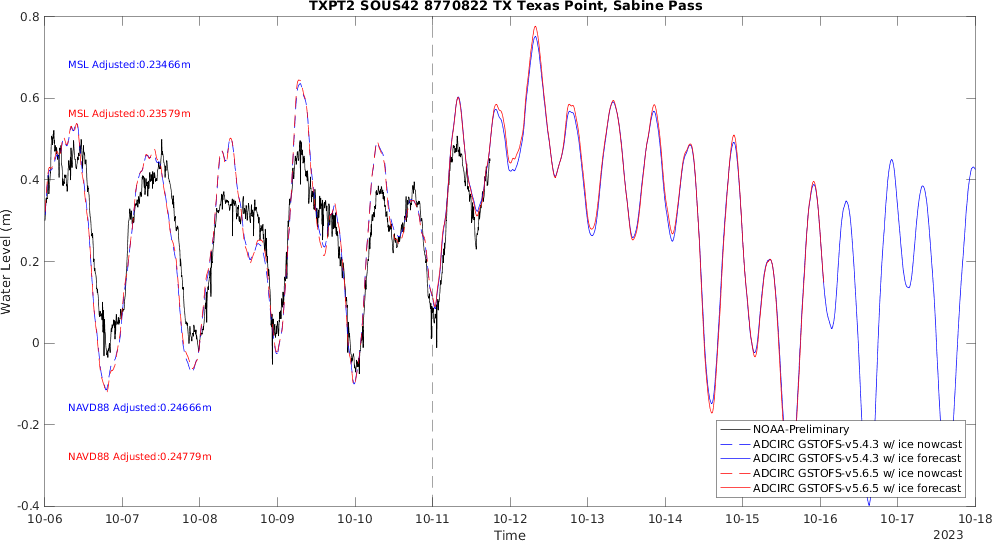 TXPT2 SOUS42 8770822 TX Texas Point, Sabine Pass
0.8
0.6
0.4
0.2
0
-0.2
-0.4
Water Level (m)
MSL Adjusted:0.23466m
MSL Adjusted:0.23579m
NAVD88 Adjusted:0.24666m
NAVD88 Adjusted:0.24779m
NOAA-Preliminary
ADCIRC GSTOFS-v5.4.3 w/ ice nowcast
ADCIRC GSTOFS-v5.4.3 w/ ice forecast
ADCIRC GSTOFS-v5.6.5 w/ ice nowcast
ADCIRC GSTOFS-v5.6.5 w/ ice forecast
10-06 10-07 10-08 10-09 10-10 10-11 10-12 10-13 10-14 10-15 10-16 10-17 10-18
Time
2023